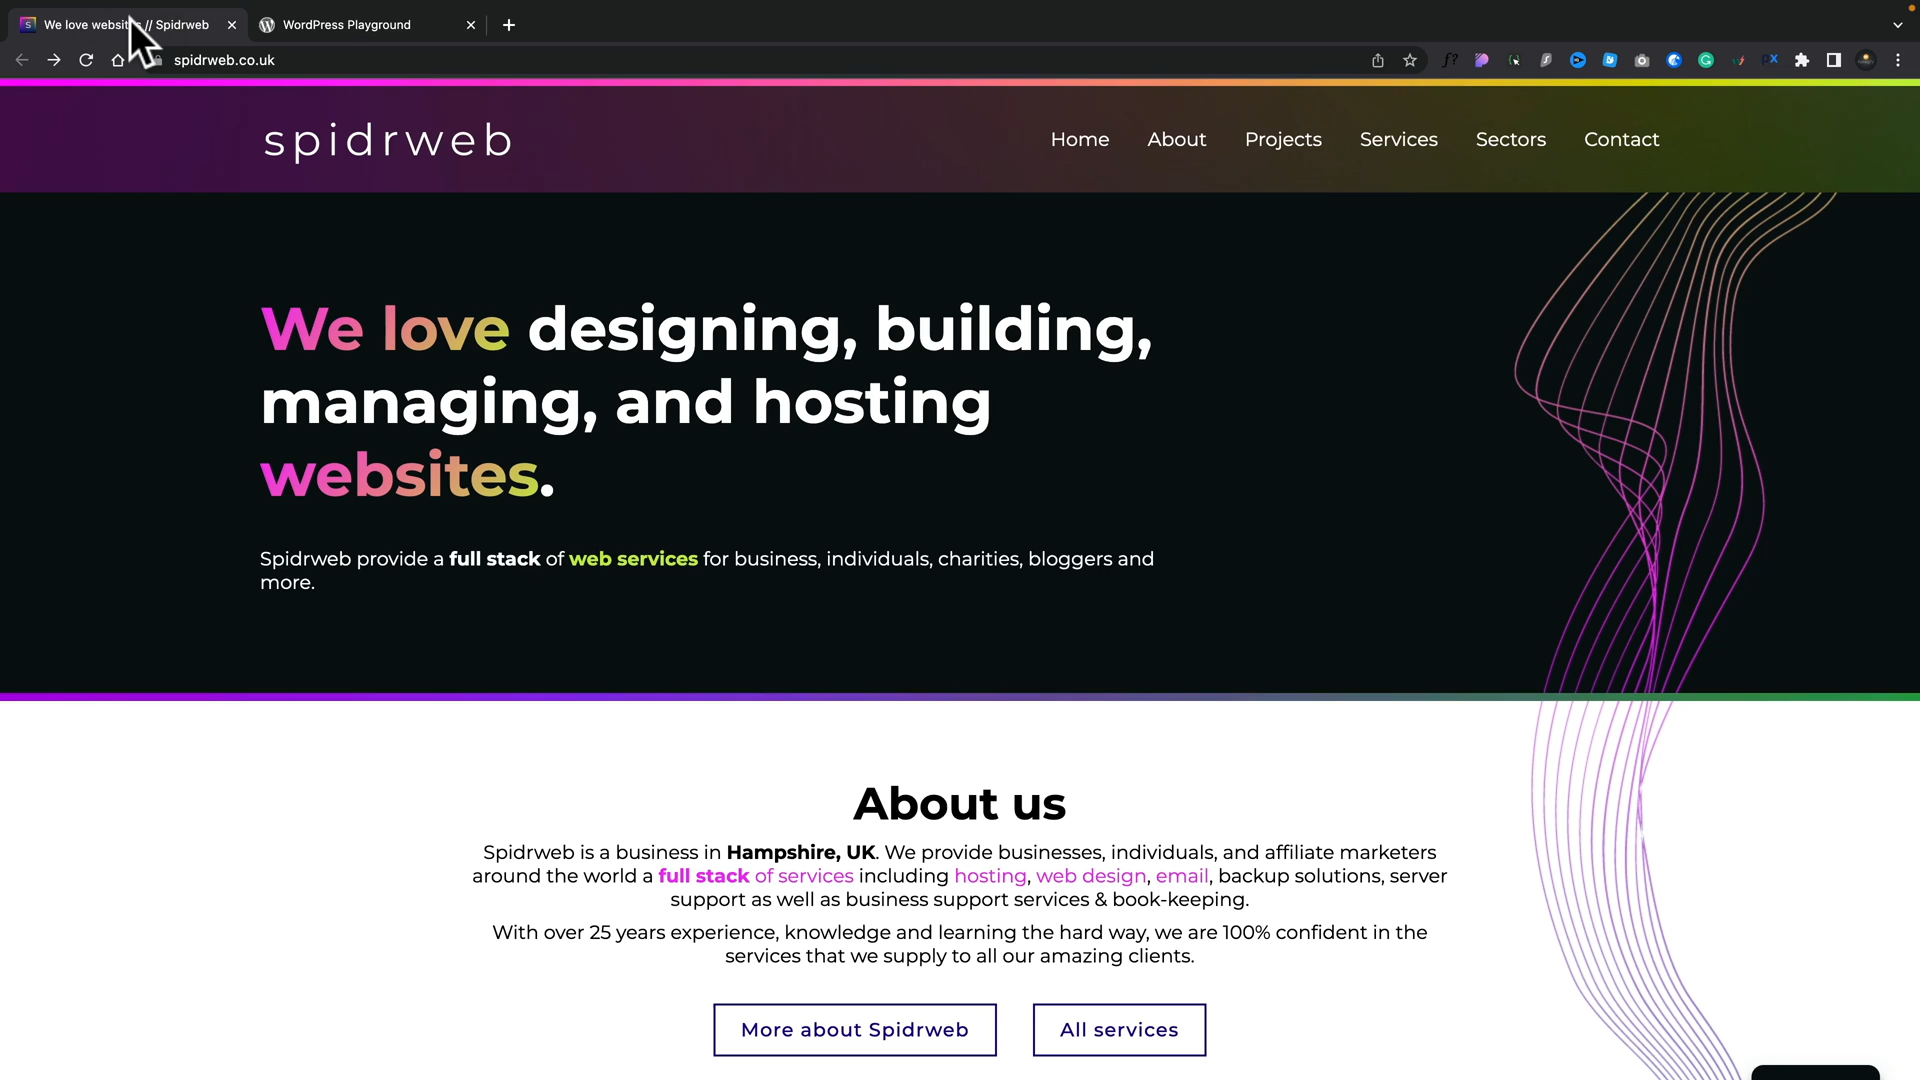 We love websit // Spidrweb
WordPress Playground
spidrweb.co.uk
spidrweb
Home About Projects Services Sectors Contact
We love designing, building,
managing, and hosting
websites.
Spidrweb provide a full stack of web services for business, individuals, charities, bloggers and
more.
About us
Spidrweb is a business in Hampshire, UK. We provide businesses, individuals, and affiliate marketers
around the world a full stack of services including hosting, web design, email, backup solutions, server
support as well as business support services & book-keeping.
With over 25 years experience, knowledge and learning the hard way, we are 100% confident in the
services that we supply to all our amazing clients.
More about Spidrweb All services